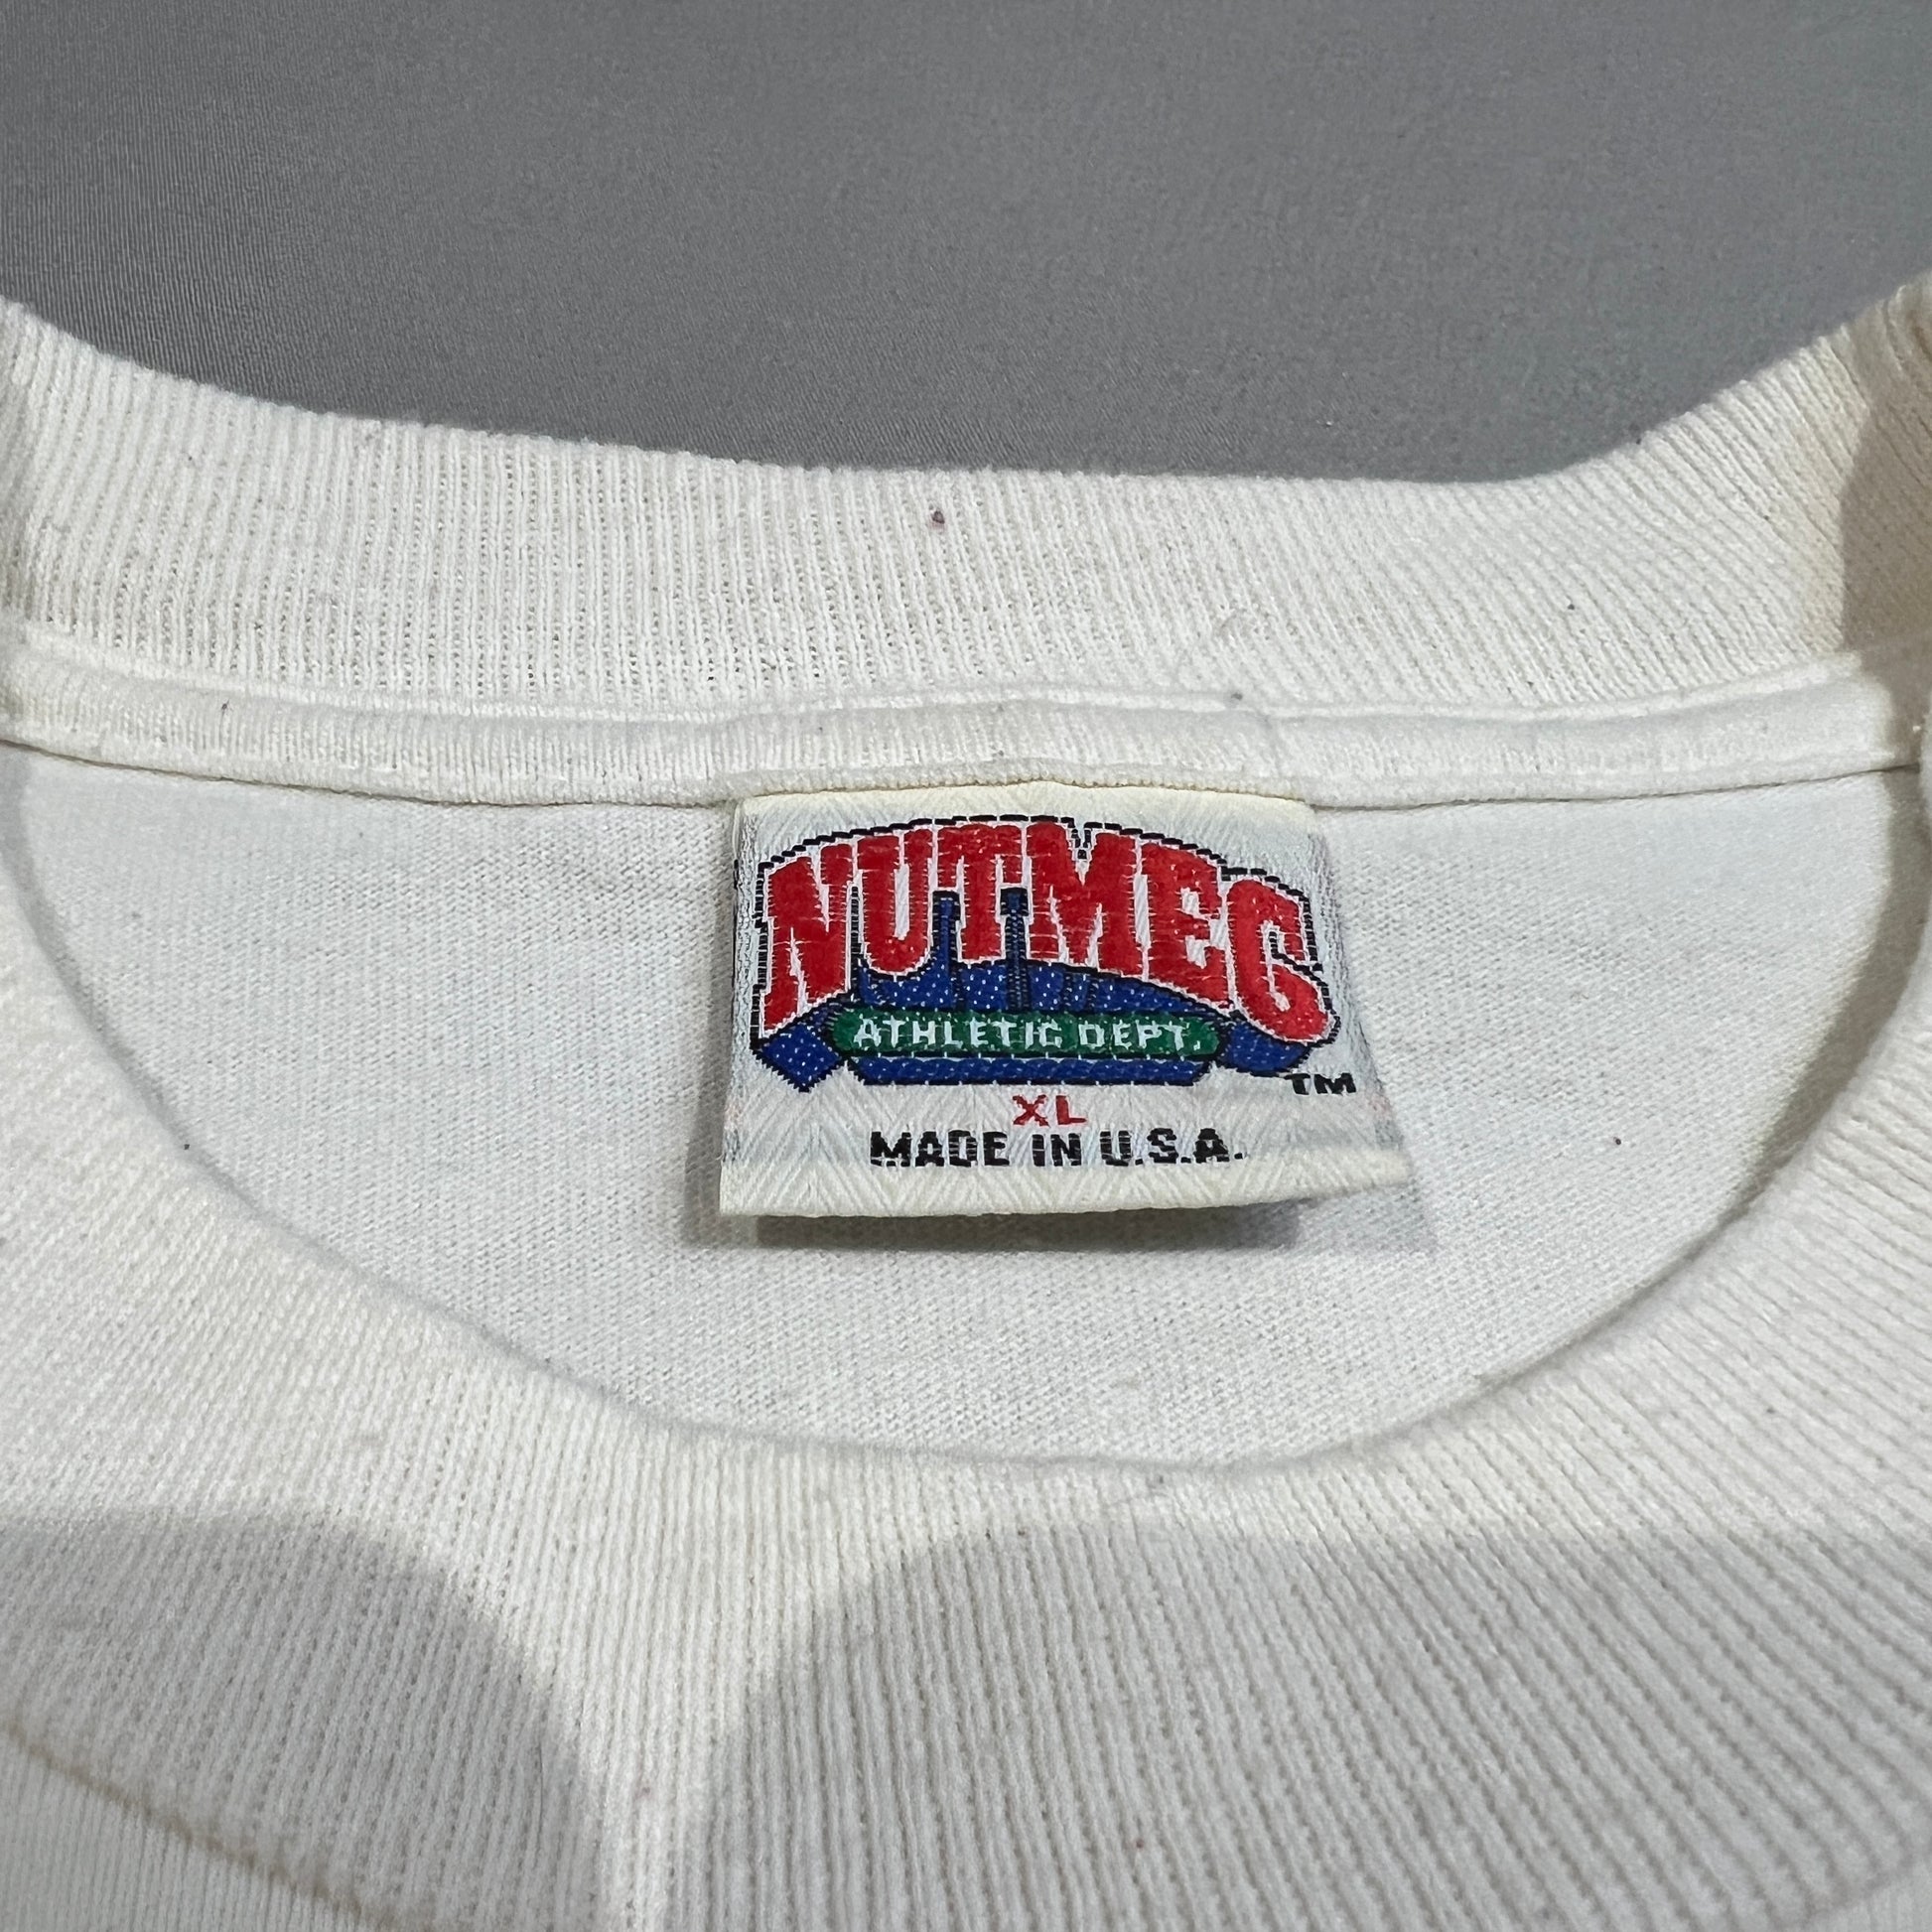 NUTMEG
ATHLETIC DEPT.
TM
XL
MADE IN U.S.A.